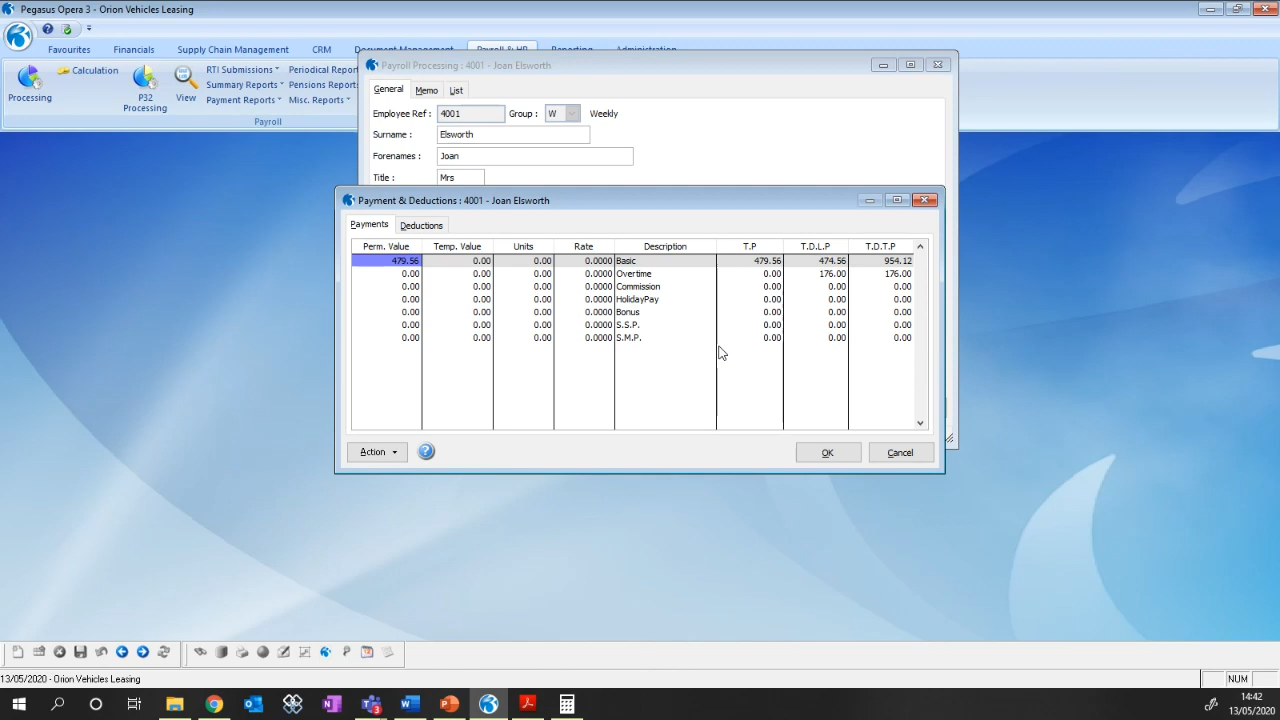 Pegasus Opera 3 - Orion Vehicles Leasing
Favourites Financials Supply Chain Management CRM Document Management Payroll & HR Reporting Administration
Processing
Calculation
P32 Processing
View
RTI Submissions
Summary Reports
Payment Reports
Periodical Repor
Pensions Reports
Misc. Reports
Payroll
Payroll Processing : 4001 - Joan Elsworth
General Memo List
Employee Ref : 4001 Group : W Weekly
Surname : Elsworth
Forenames : Joan
Title : Mrs
Payment & Deductions : 4001 - Joan Elsworth
Payments Deductions
Perm. Value Temp. Value Units Rate Description T.P T.D.L.P T.D.T.P
479.56 0.00 0.00 0.0000 Basic 479.56 474.56 954.12
0.00 0.00 0.00 0.0000 Overtime 0.00 176.00 176.00
0.00 0.00 0.00 0.0000 Commission 0.00 0.00 0.00
0.00 0.00 0.00 0.0000 HolidayPay 0.00 0.00 0.00
0.00 0.00 0.00 0.0000 Bonus 0.00 0.00 0.00
0.00 0.00 0.00 0.0000 S.S.P. 0.00 0.00 0.00
0.00 0.00 0.00 0.0000 S.M.P. 0.00 0.00 0.00
Action OK Cancel
13/05/2020 - Orion Vehicles Leasing
NUM
14:42
13/05/2020